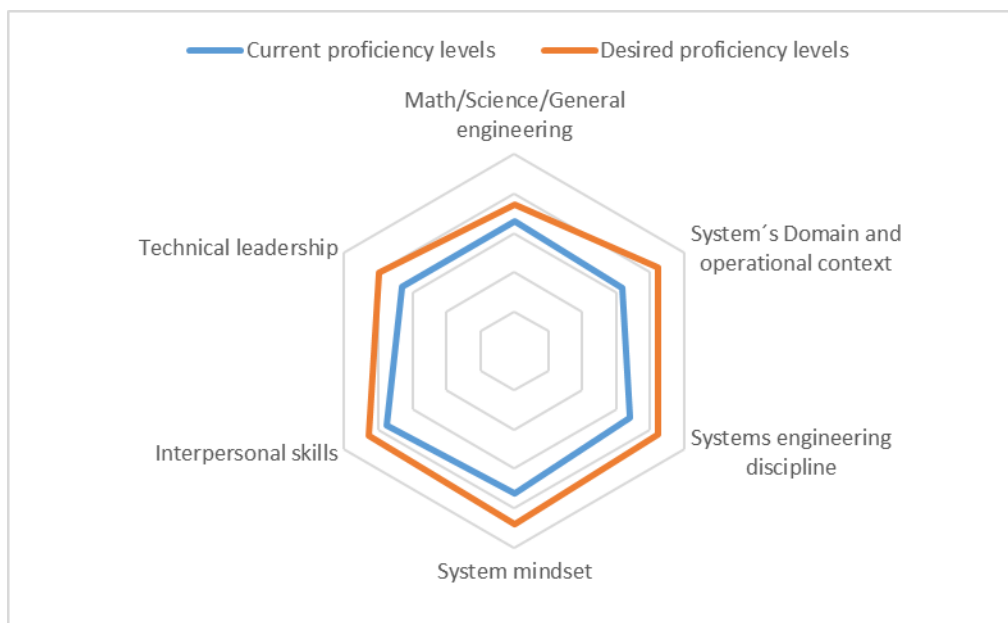 Current proficiency levels
Desired proficiency levels
Math/Science/General
engineering
Technical leadership
System´s Domain and
operational context
Interpersonal skills
Systems engineering
discipline
System mindset